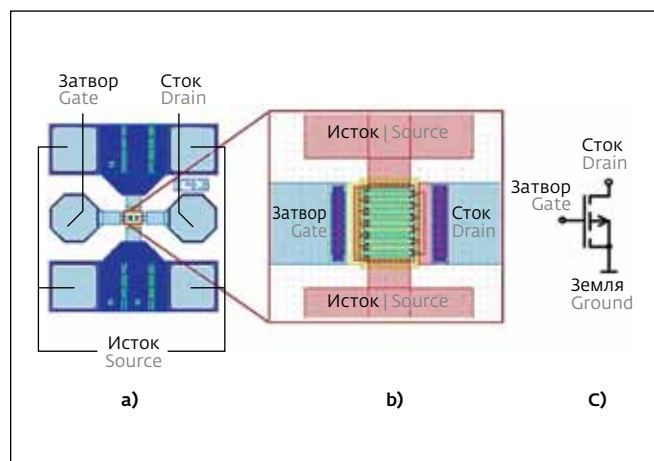 Затвор
Gate
Сток
Drain
Исток
Source
a)
Исток | Source
Затвор
Gate
Сток
Drain
Исток | Source
b)
Сток
Drain
Затвор
Gate
Земля
Ground
C)